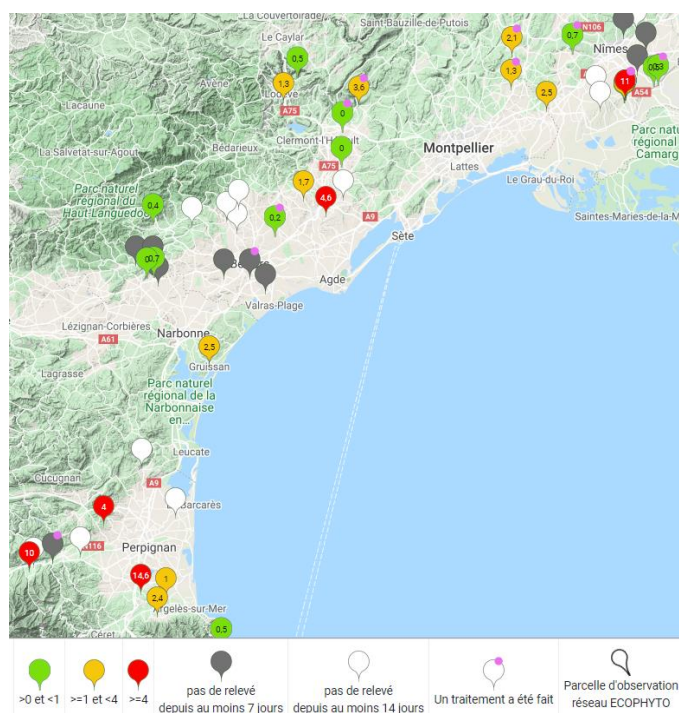 La Couvertoirade
Saint-Bauzille-de-Putois
N106
Le Caylar
2,1
0,7
Nîmes
0,5
1,3
1,3
Avène
Lodève
3,6
11
Lacaune
2,5
A54
A75
0
Clermont-l'Hérault
Bédarieux
Montpellier
Parc natur
régional d
Camarg
La Salvetat-sur-Agout
0
A75
Lattes
Parc naturel
régional du
Haut-Languedoc
1,7
Le Grau-du-Roi
0,4
4,6
Saintes-Maries-de-la-M
0,2
A9
Sète
0,7
Agde
Valras-Plage
Lézignan-Corbières
Narbonne
A61
2,5
Gruissan
Lagrasse
Parc naturel
régional de la
Narbonnaise
en...
Leucate
Cucugnan
A9
4
Barcarès
N116
10
Perpignan
14,6
1
2,4
Argelès-sur-Mer
Céret
0,5
>0 et <1
>=1 et <4
>=4
pas de relevé
depuis au moins 7 jours
pas de relevé
depuis au moins 14 jours
Un traitement a été fait
Parcelle d'observation
réseau ECOPHYTO